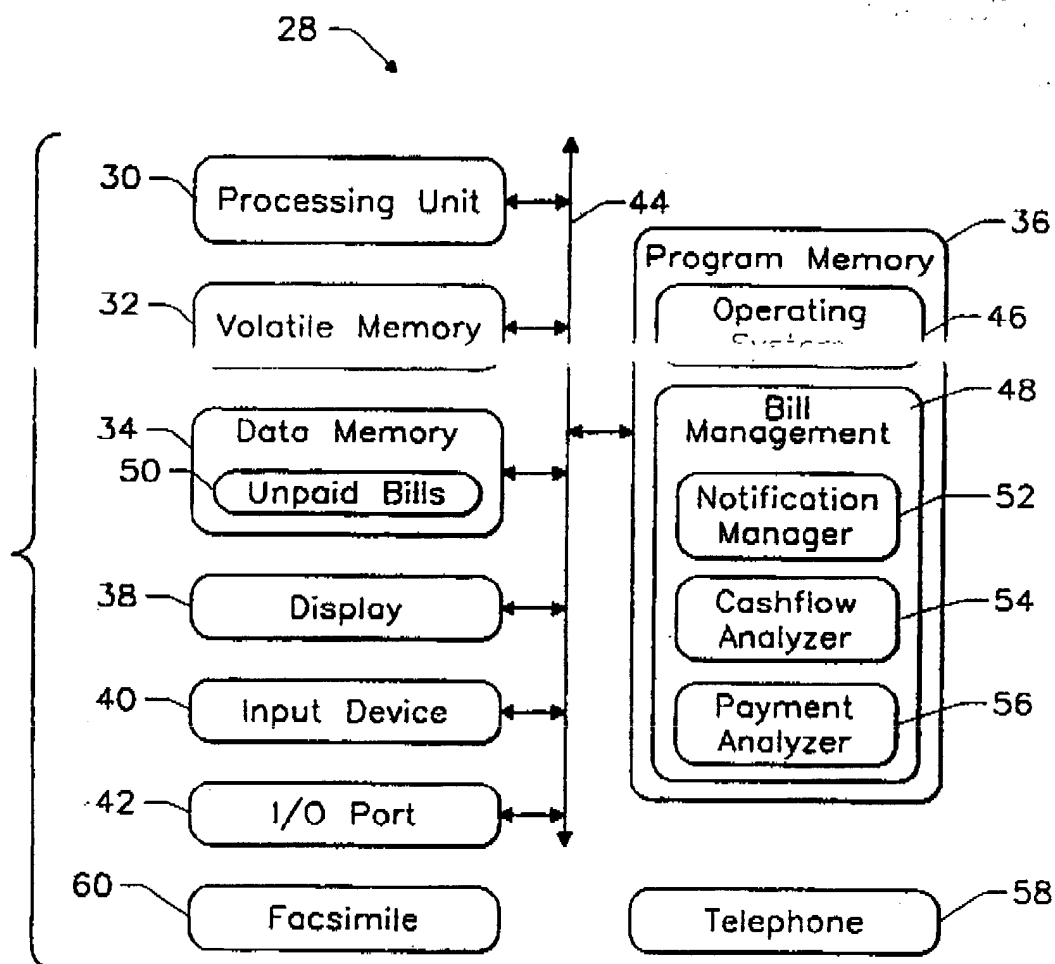 28
30
Processing Unit
44
36
Program Memory
32
Volatile Memory
Operating
System
46
34
Data Memory
50
Unpaid Bills
Bill
Management
48
Notification
Manager
52
38
Display
Cashflow
Analyzer
54
40
Input Device
Payment
Analyzer
56
42
I/O Port
60
Facsimile
Telephone
58